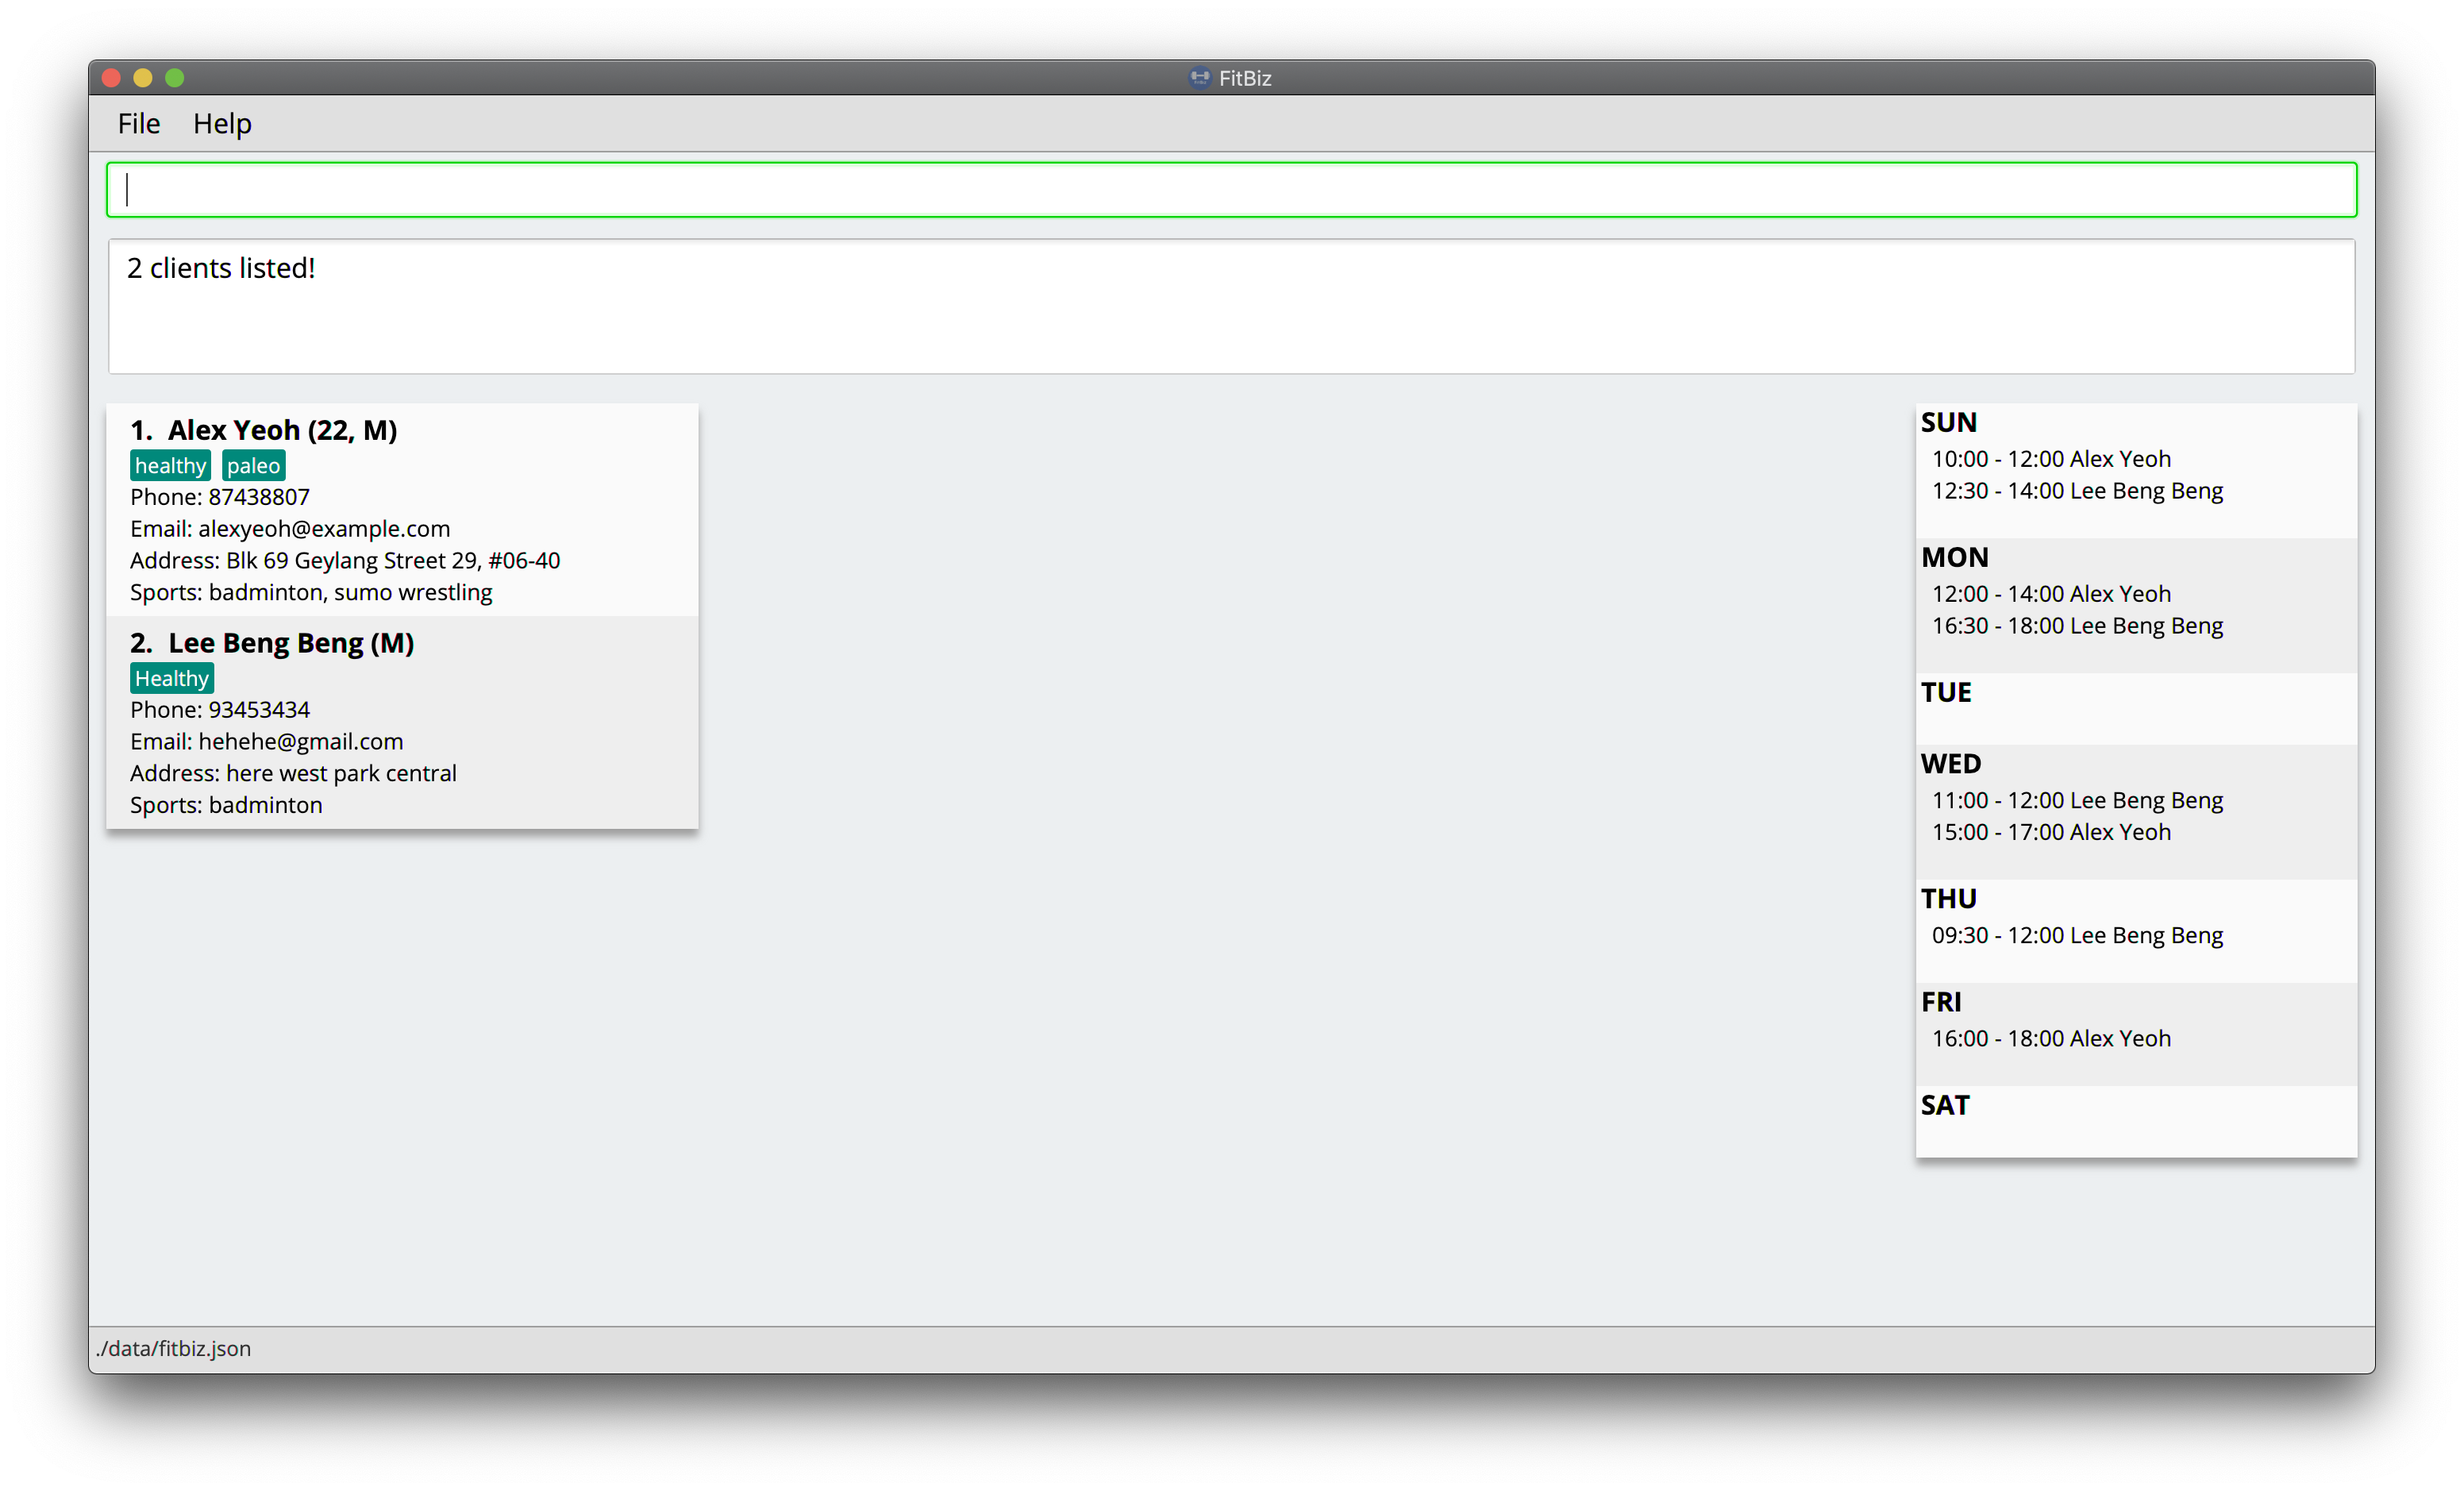 FitBiz
File Help
2 clients listed!
1. Alex Yeoh (22, M)
healthy paleo
Phone: 87438807
Email: alexyeoh@example.com
Address: Blk 69 Geylang Street 29, #06-40
Sports: badminton, sumo wrestling
2. Lee Beng Beng (M)
Healthy
Phone: 93453434
Email: hehehe@gmail.com
Address: here west park central
Sports: badminton
SUN
10:00 - 12:00 Alex Yeoh
12:30 - 14:00 Lee Beng Beng
MON
12:00 - 14:00 Alex Yeoh
16:30 - 18:00 Lee Beng Beng
TUE
WED
11:00 - 12:00 Lee Beng Beng
15:00 - 17:00 Alex Yeoh
THU
09:30 - 12:00 Lee Beng Beng
FRI
16:00 - 18:00 Alex Yeoh
SAT
./data/fitbiz.json